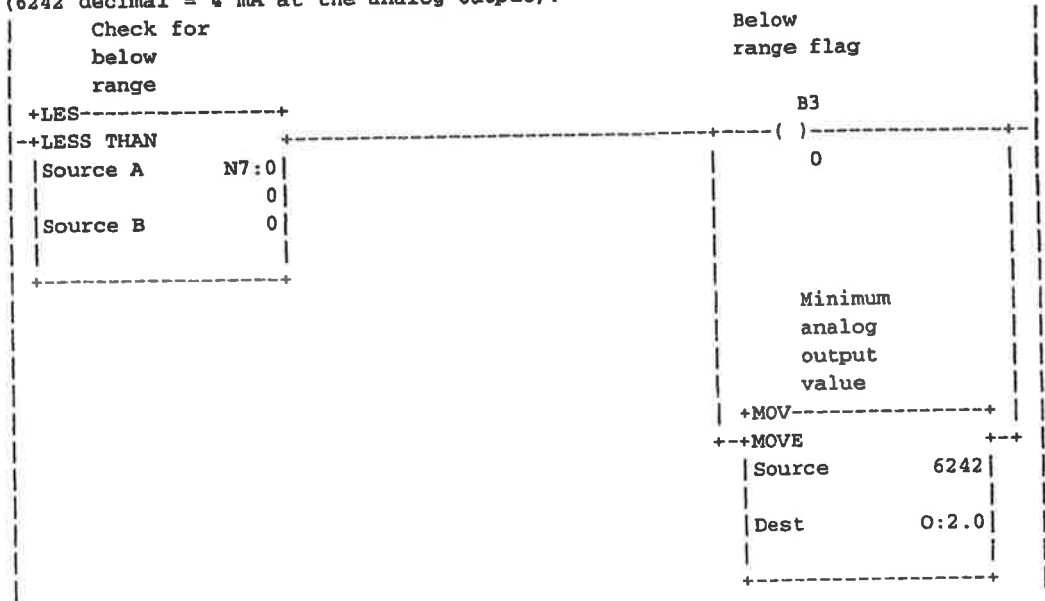 (6242 decimal = 4 mA at the analog output).
Check for
below
range
Below
range flag
+LES-----------------+
B3
-+LESS THAN +---------------------------------+----( )----------------+-
|Source A N7:0|
0
0|
|Source B 0|
+--------------------+
Minimum
analog
output
value
+MOV----------------+
+-+MOVE +-+
|Source 6242|
|Dest O:2.0|
+-------------------+